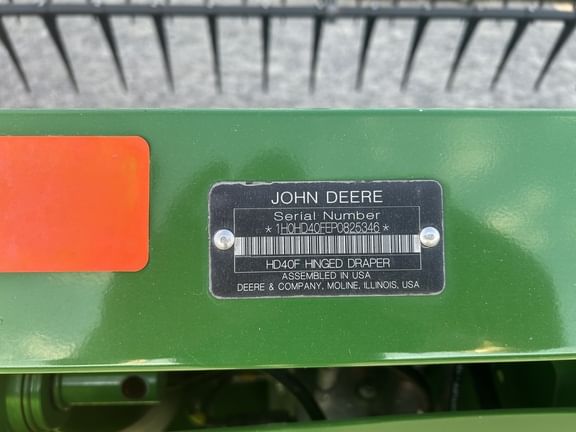 JOHN DEERE
Serial Number
*1H0HD40FEP0825346*
HD40F HINGED DRAPER
ASSEMBLED IN USA
DEERE & COMPANY, MOLINE, ILLINOIS, USA